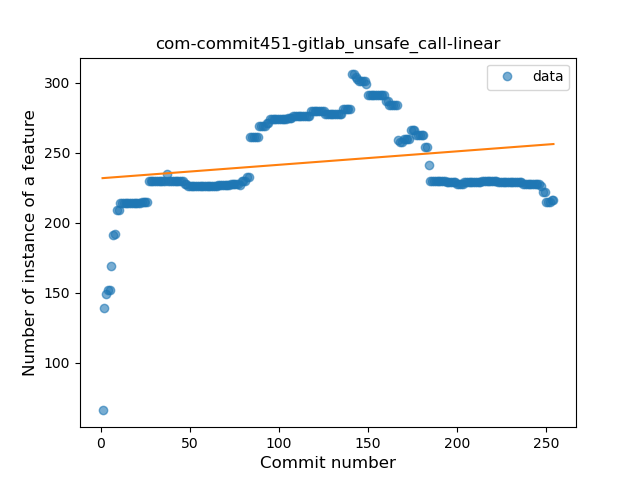 com-commit451-gitlab_unsafe_call-linear
data
Number of instance of a feature
300
250
200
150
100
0
50
100
150
200
250
Commit number